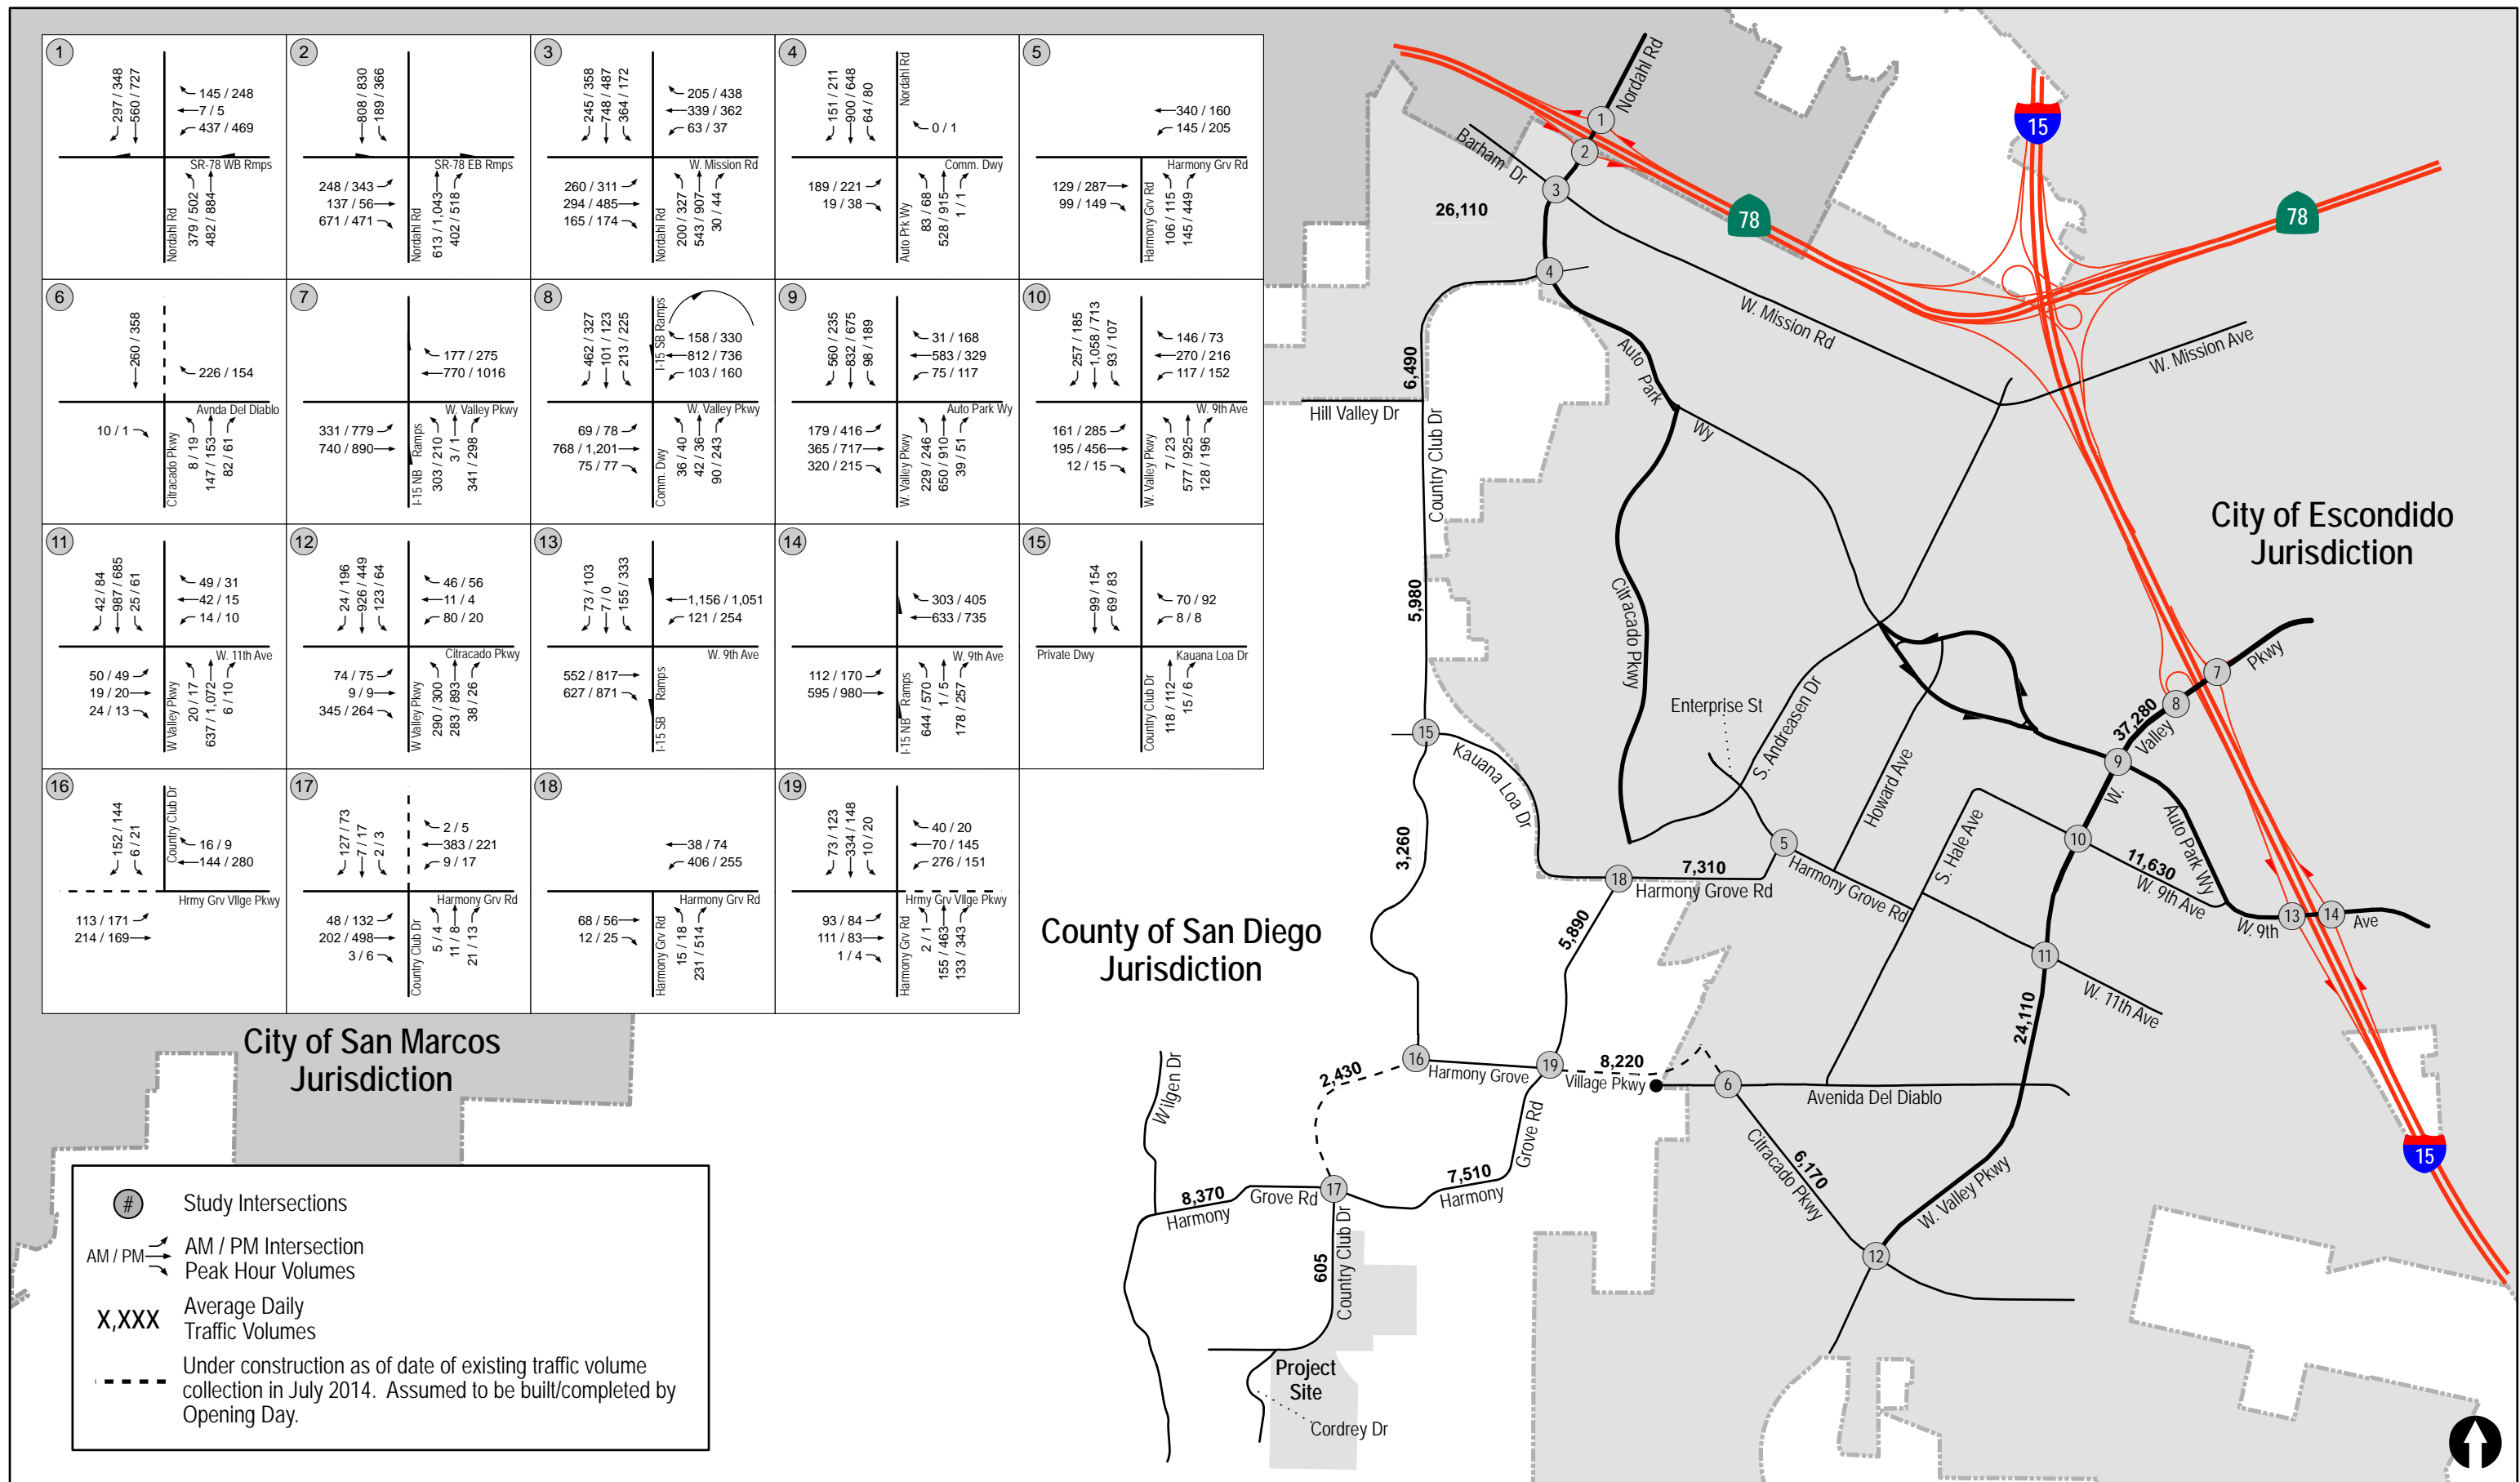 1
297 / 348
560 / 727
145 / 248
7 / 5
437 / 469
SR-78 WB Rmps
Nordahl Rd
379 / 502
482 / 884
2
808 / 830
189 / 366
SR-78 EB Rmps
248 / 343
137 / 56
671 / 471
Nordahl Rd
613 / 1,043
402 / 518
3
245 / 358
748 / 487
364 / 172
205 / 438
339 / 362
63 / 37
W. Mission Rd
260 / 311
294 / 485
165 / 174
Nordahl Rd
200 / 327
543 / 907
30 / 44
4
151 / 211
900 / 648
64 / 80
Nordahl Rd
0 / 1
Comm. Dwy
189 / 221
19 / 38
Auto Prk Wy
83 / 68
528 / 915
1 / 1
5
340 / 160
145 / 205
Harmony Grv Rd
129 / 287
99 / 149
Harmony Grv Rd
106 / 115
145 / 449
6
260 / 358
226 / 154
Avnda Del Diablo
10 / 1
Citracado Pkwy
8 / 19
147 / 153
82 / 61
7
177 / 275
770 / 1016
W. Valley Pkwy
331 / 779
740 / 890
I-15 NB Ramps
303 / 210
3 / 1
341 / 298
8
462 / 327
101 / 123
213 / 225
I-15 SB Ramps
158 / 330
812 / 736
103 / 160
W. Valley Pkwy
69 / 78
768 / 1,201
75 / 77
Comm. Dwy
36 / 40
42 / 36
90 / 243
9
560 / 235
832 / 675
98 / 189
31 / 168
583 / 329
75 / 117
Auto Park Wy
179 / 416
365 / 717
320 / 215
W. Valley Pkwy
229 / 246
650 / 910
39 / 51
10
257 / 185
1,058 / 713
93 / 107
146 / 73
270 / 216
117 / 152
W. 9th Ave
161 / 285
195 / 456
12 / 15
W. Valley Pkwy
7 / 23
577 / 925
128 / 196
11
42 / 84
987 / 685
25 / 61
49 / 31
42 / 15
14 / 10
W. 11th Ave
50 / 49
19 / 20
24 / 13
W Valley Pkwy
20 / 17
637 / 1,072
6 / 10
12
24 / 196
926 / 449
123 / 64
46 / 56
11 / 4
80 / 20
Citracado Pkwy
74 / 75
9 / 9
345 / 264
W Valley Pkwy
290 / 300
283 / 893
38 / 26
13
73 / 103
7 / 0
155 / 333
1,156 / 1,051
121 / 254
W. 9th Ave
552 / 817
627 / 871
I-15 SB Ramps
14
303 / 405
633 / 735
W. 9th Ave
112 / 170
595 / 980
I-15 NB Ramps
644 / 570
1 / 5
178 / 257
15
99 / 154
69 / 83
70 / 92
8 / 8
Private Dwy
Kauana Loa Dr
Country Club Dr
118 / 112
15 / 6
16
152 / 144
6 / 21
Country Club Dr
16 / 9
144 / 280
Hrmy Grv Vllge Pkwy
113 / 171
214 / 169
17
127 / 73
7 / 17
2 / 3
2 / 5
383 / 221
9 / 17
Harmony Grv Rd
48 / 132
202 / 498
3 / 6
Country Club Dr
5 / 4
11 / 8
21 / 13
18
38 / 74
406 / 255
Harmony Grv Rd
68 / 56
12 / 25
Harmony Grv Rd
15 / 18
231 / 514
19
73 / 123
334 / 148
10 / 20
40 / 20
70 / 145
276 / 151
Hrmy Grv Vllge Pkwy
93 / 84
111 / 83
1 / 4
Harmony Grv Rd
2 / 1
155 / 463
133 / 343
Nordahl Rd
1
2
3
Barham Dr
26,110
4
78
15
78
W. Mission Rd
W. Mission Ave
6,490
Hill Valley Dr
Country Club Dr
Auto Park
Wy
City of Escondido
Jurisdiction
5,980
Citracado Pkwy
Enterprise St
S. Andreasen Dr
Howard Ave
7
Pkwy
8
37,280
Valley
9
W.
15
Kauana Loa Dr
3,260
5
S. Hale Ave
10
Auto Park Wy
11,630
W. 9th Ave
18
7,310
Harmony Grove Rd
Harmony Grove Rd
W. 9th
13
14
Ave
County of San Diego
Jurisdiction
5,890
11
W. 11th Ave
24,110
City of San Marcos
Jurisdiction
16
Harmony Grove
19
8,220
Village Pkwy
6
Avenida Del Diablo
2,430
Wilgen Dr
Grove Rd
Citracado Pkwy
6,170
W. Valley Pkwy
15
8,370
Harmony
Grove Rd
17
7,510
Harmony
12
605
Country Club Dr
Project
Site
Cordrey Dr
#
Study Intersections
AM / PM
AM / PM Intersection
Peak Hour Volumes
X,XXX
Average Daily
Traffic Volumes
Under construction as of date of existing traffic volume
collection in July 2014. Assumed to be built/completed by
Opening Day.